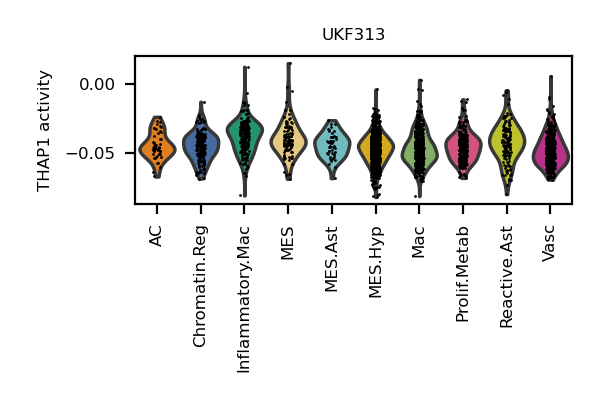 UKF313
THAP1 activity
0.00
−0.05
AC
Chromatin.Reg
Inflammatory.Mac
MES
MES.Ast
MES.Hyp
Mac
Prolif.Metab
Reactive.Ast
Vasc